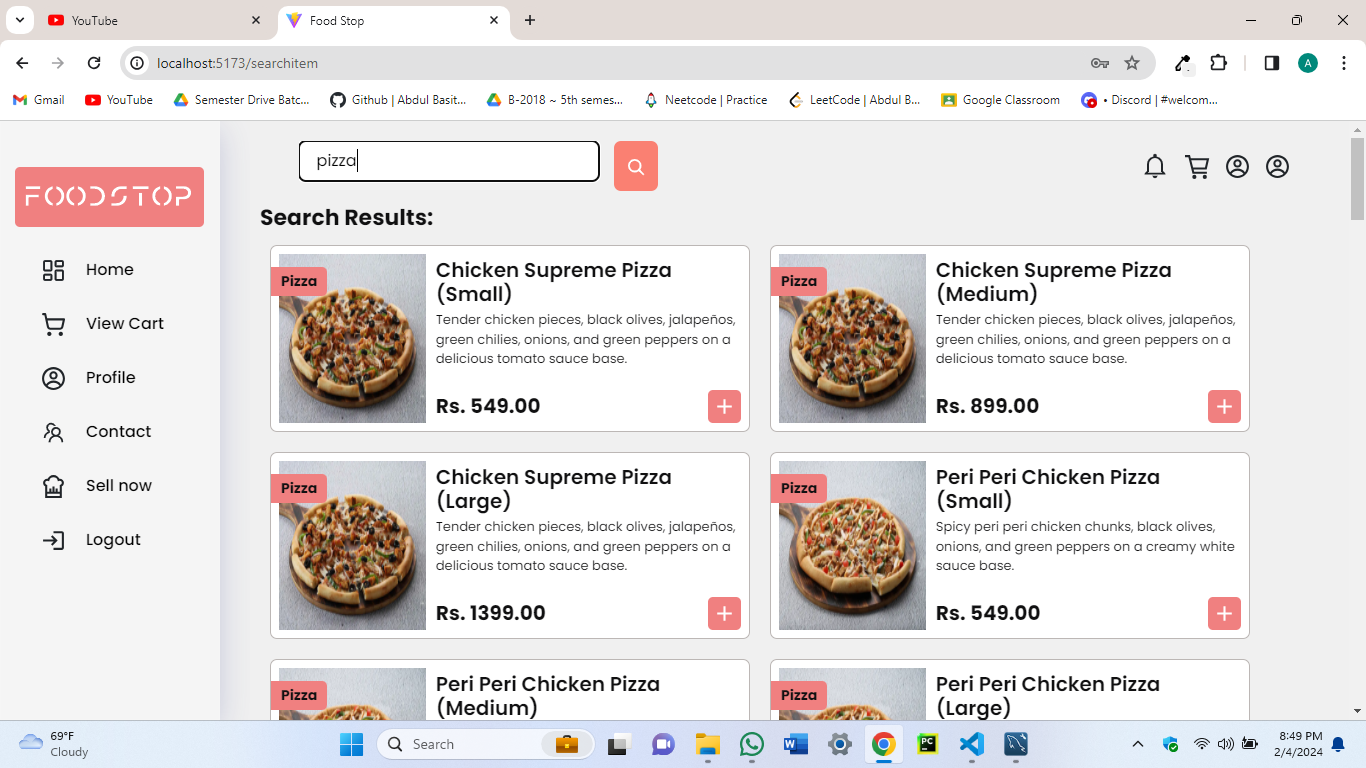 YouTube
Food Stop
localhost:5173/searchitem
A
Gmail
YouTube
Semester Drive Batc...
Github | Abdul Basit...
B-2018 ~ 5th semes...
Neetcode | Practice
LeetCode | Abdul B...
Google Classroom
• Discord | #welcom...
FOODSTOP
Home
View Cart
Profile
Contact
Sell now
Logout
pizza
Search Results:
Pizza
Chicken Supreme Pizza
(Small)
Tender chicken pieces, black olives, jalapeños,
green chilies, onions, and green peppers on a
delicious tomato sauce base.
Rs. 549.00
Pizza
Chicken Supreme Pizza
(Medium)
Tender chicken pieces, black olives, jalapeños,
green chilies, onions, and green peppers on a
delicious tomato sauce base.
Rs. 899.00
Pizza
Chicken Supreme Pizza
(Large)
Tender chicken pieces, black olives, jalapeños,
green chilies, onions, and green peppers on a
delicious tomato sauce base.
Rs. 1399.00
Pizza
Peri Peri Chicken Pizza
(Small)
Spicy peri peri chicken chunks, black olives,
onions, and green peppers on a creamy white
sauce base.
Rs. 549.00
Pizza
Peri Peri Chicken Pizza
(Medium)
Pizza
Peri Peri Chicken Pizza
(Large)
69°F
Cloudy
Search
W
PC
8:49 PM
2/4/2024